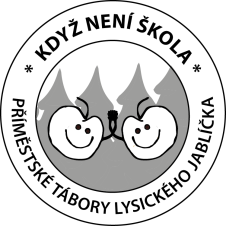 * KDYŽ NENÍ ŠKOLA *
PŘÍMĚSTSKÉ TÁBORY LYSICKÉHO JABLÍČKA